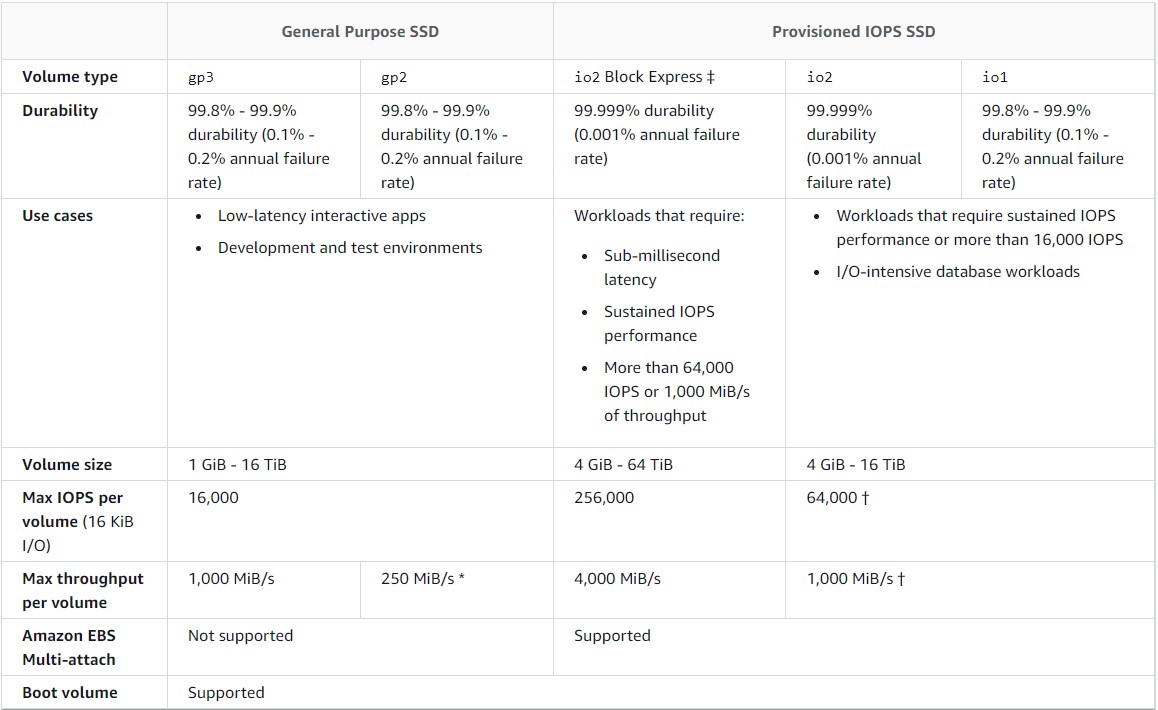 General Purpose SSD
Provisioned IOPS SSD
Volume type
gp3
gp2
io2 Block Express ‡
io2
io1
Durability
99.8% - 99.9%
durability (0.1% -
0.2% annual failure
rate)
99.8% - 99.9%
durability (0.1% -
0.2% annual failure
rate)
99.999% durability
(0.001% annual failure
rate)
99.999%
durability
(0.001% annual
failure rate)
99.8% - 99.9%
durability (0.1% -
0.2% annual failure
rate)
Use cases
• Low-latency interactive apps
• Development and test environments
Workloads that require:
• Sub-millisecond
latency
• Sustained IOPS
performance
• More than 64,000
IOPS or 1,000 MiB/s
of throughput
• Workloads that require sustained IOPS
performance or more than 16,000 IOPS
• I/O-intensive database workloads
Volume size
1 GiB - 16 TiB
4 GiB - 64 TiB
4 GiB - 16 TiB
Max IOPS per
volume (16 KiB
I/O)
16,000
256,000
64,000 †
Max throughput
per volume
1,000 MiB/s
250 MiB/s *
4,000 MiB/s
1,000 MiB/s †
Amazon EBS
Multi-attach
Not supported
Supported
Boot volume
Supported